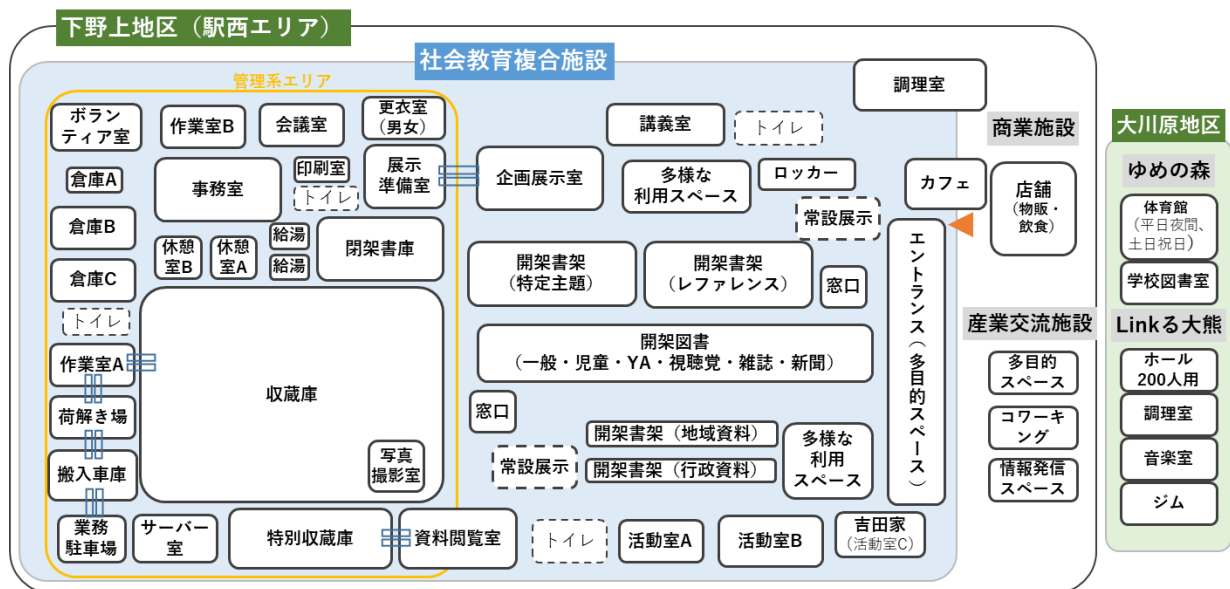 下野上地区（駅西エリア）
社会教育複合施設
管理系エリア
ボラン
ティア室
作業室B
会議室
更衣室
（男女）
倉庫A
事務室
印刷室
トイレ
展示
準備室
倉庫B
休憩
室B
休憩
室A
給湯
給湯
閉架書庫
倉庫C
トイレ
作業室A
収蔵庫
荷解き場
搬入車庫
写真
撮影室
業務
駐車場
サーバー
室
特別収蔵庫
資料閲覧室
調理室
講義室
トイレ
企画展示室
多様な
利用スペース
ロッカー
カフェ
常設展示
開架書架
（特定主題）
開架書架
（レファレンス）
窓口
エントランス（多目的スペース）
開架図書
（一般・児童・YA・視聴党・雑誌・新聞）
窓口
開架書架（地域資料）
常設展示
開架書架（行政資料）
多様な
利用
スペース
トイレ
活動室A
活動室B
吉田家
（活動室C）
商業施設
店舗
（物販・
飲食）
産業交流施設
多目的
スペース
コワーキ
ング
情報発信
スペース
大川原地区
ゆめの森
体育館
（平日夜間、
土日祝日）
学校図書室
Linkる大熊
ホール
200人用
調理室
音楽室
ジム